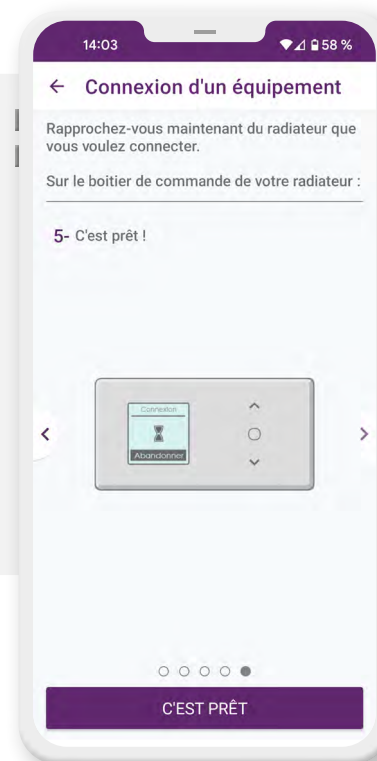 14:03 58 %
← Connexion d'un équipement
Rapprochez-vous maintenant du radiateur que
vous voulez connecter.
Sur le boitier de commande de votre radiateur :
5- C'est prêt !
Connexion
Abandonner
C'EST PRÊT